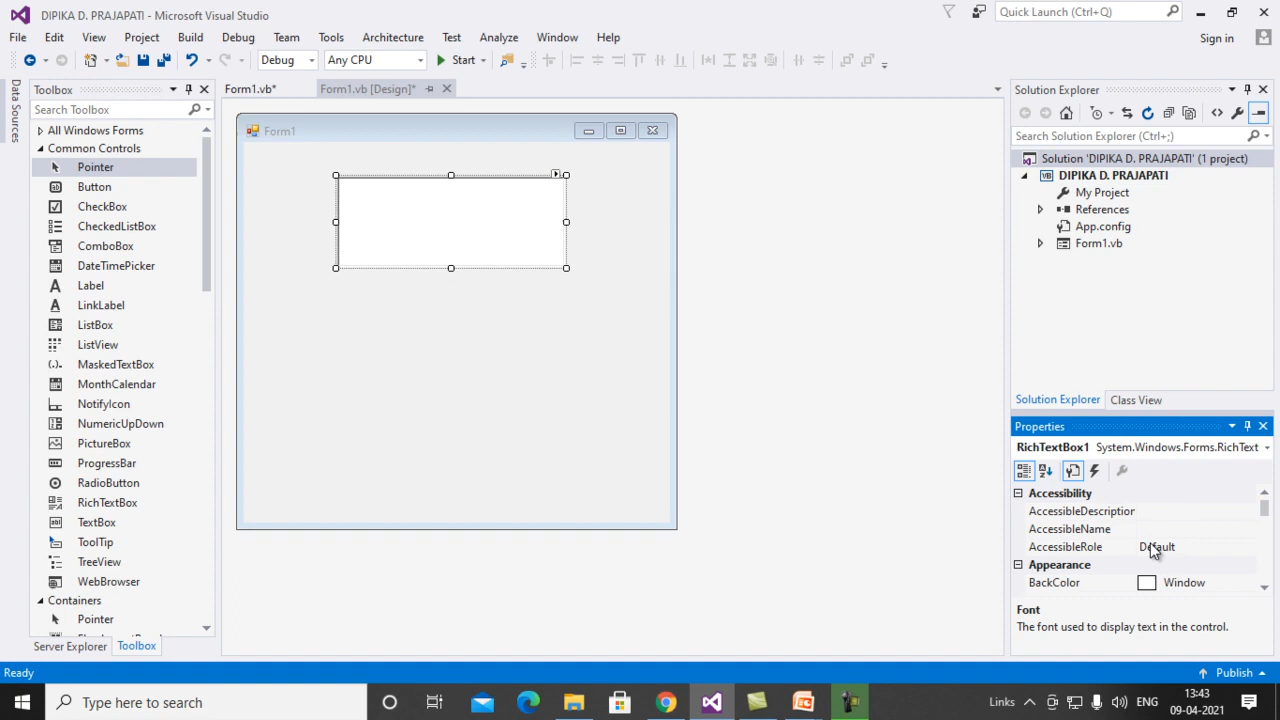 DIPIKA D. PRAJAPATI - Microsoft Visual Studio
Quick Launch (Ctrl+Q)
File Edit View Project Build Debug Team Tools Architecture Test Analyze Window Help
Sign in
Debug Any CPU Start
Data Sources
Toolbox
Search Toolbox
All Windows Forms
Common Controls
Pointer
Button
CheckBox
CheckedListBox
ComboBox
DateTimePicker
Label
LinkLabel
ListBox
ListView
MaskedTextBox
MonthCalendar
NotifyIcon
NumericUpDown
PictureBox
ProgressBar
RadioButton
RichTextBox
TextBox
ToolTip
TreeView
WebBrowser
Containers
Pointer
Server Explorer Toolbox
Form1.vb* Form1.vb [Design]*
Form1
Solution Explorer
Search Solution Explorer (Ctrl+;)
Solution 'DIPIKA D. PRAJAPATI' (1 project)
DIPIKA D. PRAJAPATI
My Project
References
App.config
Form1.vb
Solution Explorer Class View
Properties
RichTextBox1 System.Windows.Forms.RichText
Accessibility
AccessibleDescription
AccessibleName
AccessibleRole Default
Appearance
BackColor Window
Font
The font used to display text in the control.
Ready
Publish
Type here to search
Links
ENG
13:43
09-04-2021